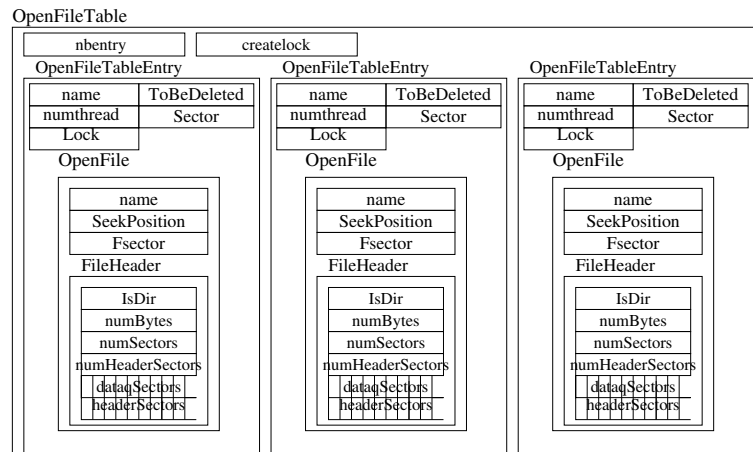 OpenFileTable
nbentry createlock
OpenFileTableEntry OpenFileTableEntry OpenFileTableEntry
name ToBeDeleted name ToBeDeleted name ToBeDeleted
numthread Sector numthread Sector numthread Sector
Lock Lock Lock
OpenFile OpenFile OpenFile
name name name
SeekPosition SeekPosition SeekPosition
Fsector Fsector Fsector
FileHeader FileHeader FileHeader
IsDir IsDir IsDir
numBytes numBytes numBytes
numSectors numSectors numSectors
numHeaderSectors numHeaderSectors numHeaderSectors
dataqSectors dataqSectors dataqSectors
headerSectors headerSectors headerSectors